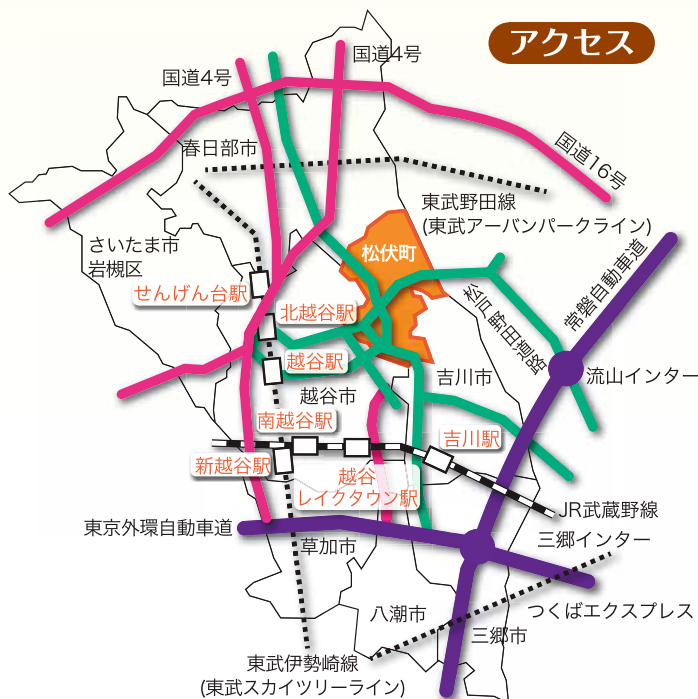 アクセス
国道4号
国道4号
国道16号
春日部市
東武野田線
(東武アーバンパークライン)
松伏町
さいたま市
岩槻区
せんげん台駅
北越谷駅
松戸野田道路
常磐自動車道
越谷駅
流山インター
吉川市
越谷市
南越谷駅
吉川駅
新越谷駅
越谷
レイクタウン駅
JR武蔵野線
東京外環自動車道
三郷インター
草加市
つくばエクスプレス
八潮市
三郷市
東武伊勢崎線
(東武スカイツリーライン)